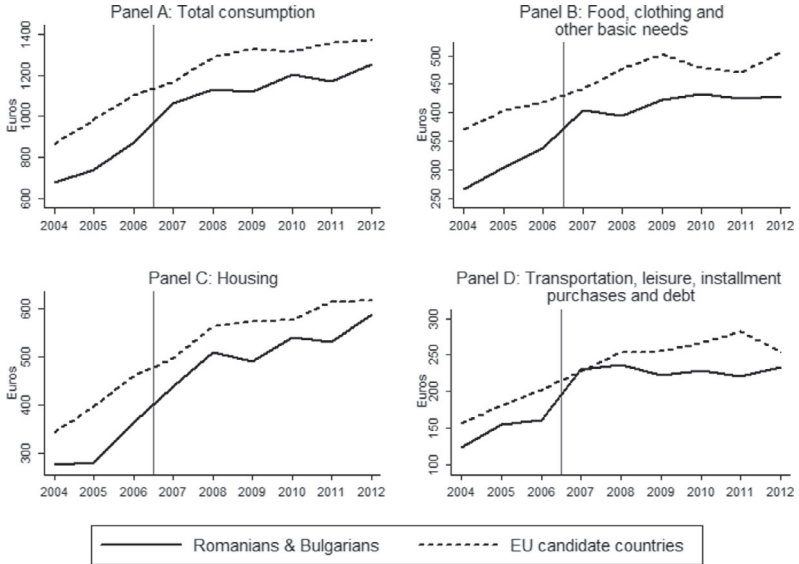 Panel A: Total consumption
Euros
1400
1200
1000
800
600
2004 2005 2006 2007 2008 2009 2010 2011 2012
Panel B: Food, clothing and
other basic needs
Euros
500
450
400
350
300
250
2004 2005 2006 2007 2008 2009 2010 2011 2012
Panel C: Housing
Euros
600
500
400
300
2004 2005 2006 2007 2008 2009 2010 2011 2012
Panel D: Transportation, leisure, installment
purchases and debt
Euros
300
250
200
150
100
2004 2005 2006 2007 2008 2009 2010 2011 2012
Romanians & Bulgarians EU candidate countries